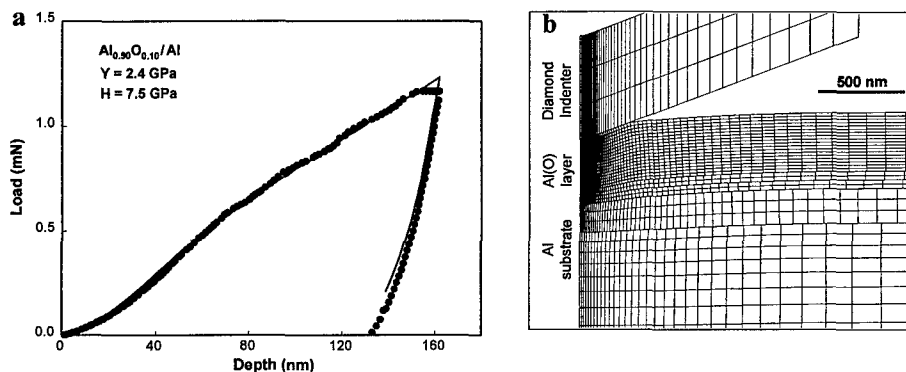 a
1.5
1.0
0.5
0.0
Load (mN)
Al0.90O0.10/Al
Y = 2.4 GPa
H = 7.5 GPa
0
40
80
120
160
Depth (nm)
b
Diamond
Indenter
Al(O)
layer
Al
substrate
500 nm